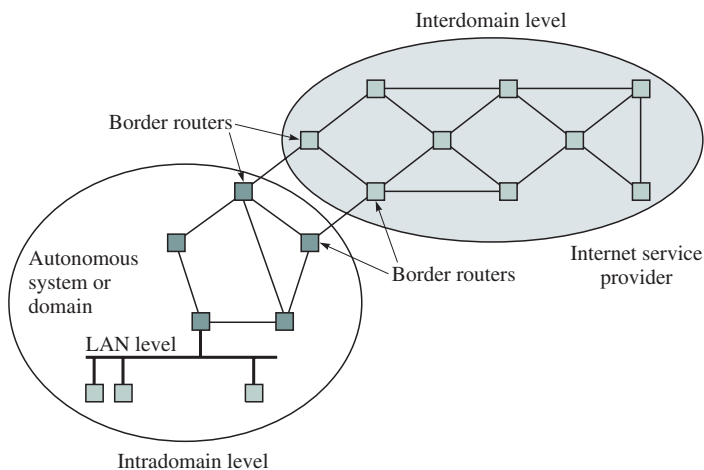 Interdomain level
Border routers
Autonomous
system or
domain
Border routers
Internet service
provider
LAN level
Intradomain level